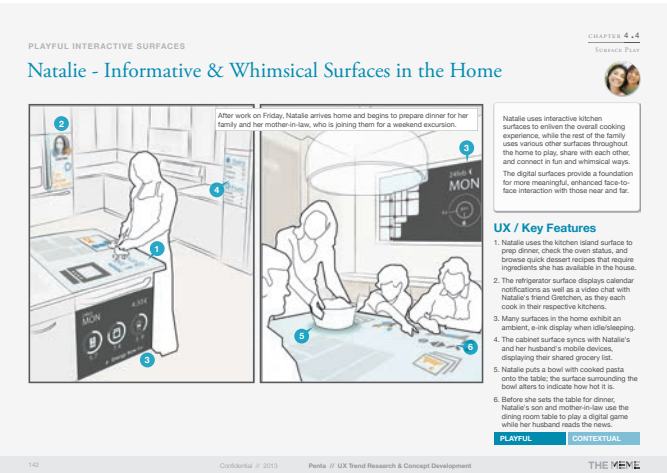 CHAPTER 4.4
PLAYFUL INTERACTIVE SURFACES
SURFACE PLAY
Natalie - Informative & Whimsical Surfaces in the Home
After work on Friday, Natalie arrives home and begins to prepare dinner for her
family and her mother-in-law, who is joining them for a weekend excursion.
2
4
1
3
MON
3
MON
5
6
Natalie uses interactive kitchen
surfaces to enliven the overall cooking
experience, while the rest of the family
uses various other surfaces throughout
the home to play, share with each other,
and connect in fun and whimsical ways.
The digital surfaces provide a foundation
for more meaningful, enhanced face-to-
face interaction with those near and far.
UX / Key Features
1. Natalie uses the kitchen island surface to
prep dinner, check the oven status, and
browse quick dessert recipes that require
ingredients she has available in the house.
2. The refrigerator surface displays calendar
notifications as well as a video chat with
Natalie's friend Gretchen, as they each
cook in their respective kitchens.
3. Many surfaces in the home exhibit an
ambient, e-ink display when idle/sleeping.
4. The cabinet surface syncs with Natalie's
and her husband's mobile devices,
displaying their shared grocery list.
5. Natalie puts a bowl with cooked pasta
onto the table; the surface surrounding the
bowl alters to indicate how hot it is.
6. Before she sets the table for dinner,
Natalie's son and mother-in-law use the
dining room table to play a digital game
while her husband reads the news.
PLAYFUL
CONTEXTUAL
142
Confidential // 2013
Penta // UX Trend Research & Concept Development
THE MEME